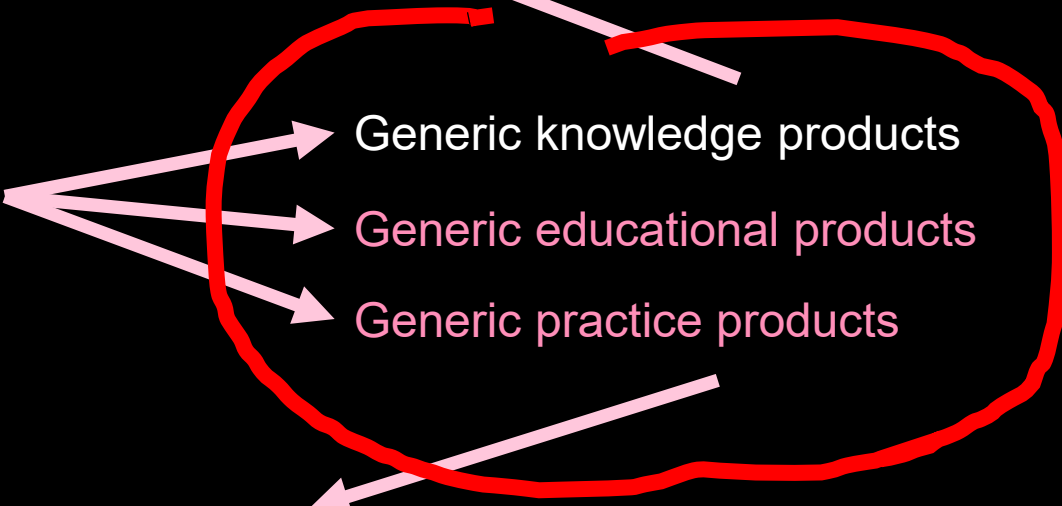 Generic knowledge products
Generic educational products
Generic practice products